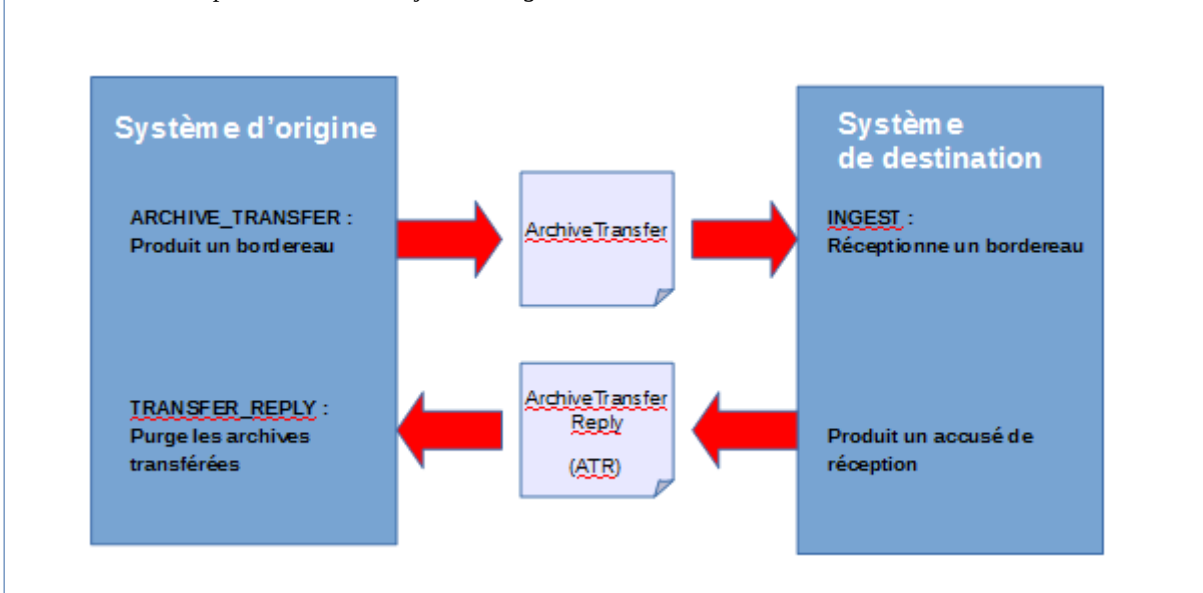 Système d'origine
ARCHIVE_TRANSFER :
Produit un bordereau
TRANSFER_REPLY :
Purge les archives
transférées
ArchiveTransfer
ArchiveTransfer
Reply
(ATR)
Système
de destination
INGEST :
Réceptionne un bordereau
Produit un accusé de
réception